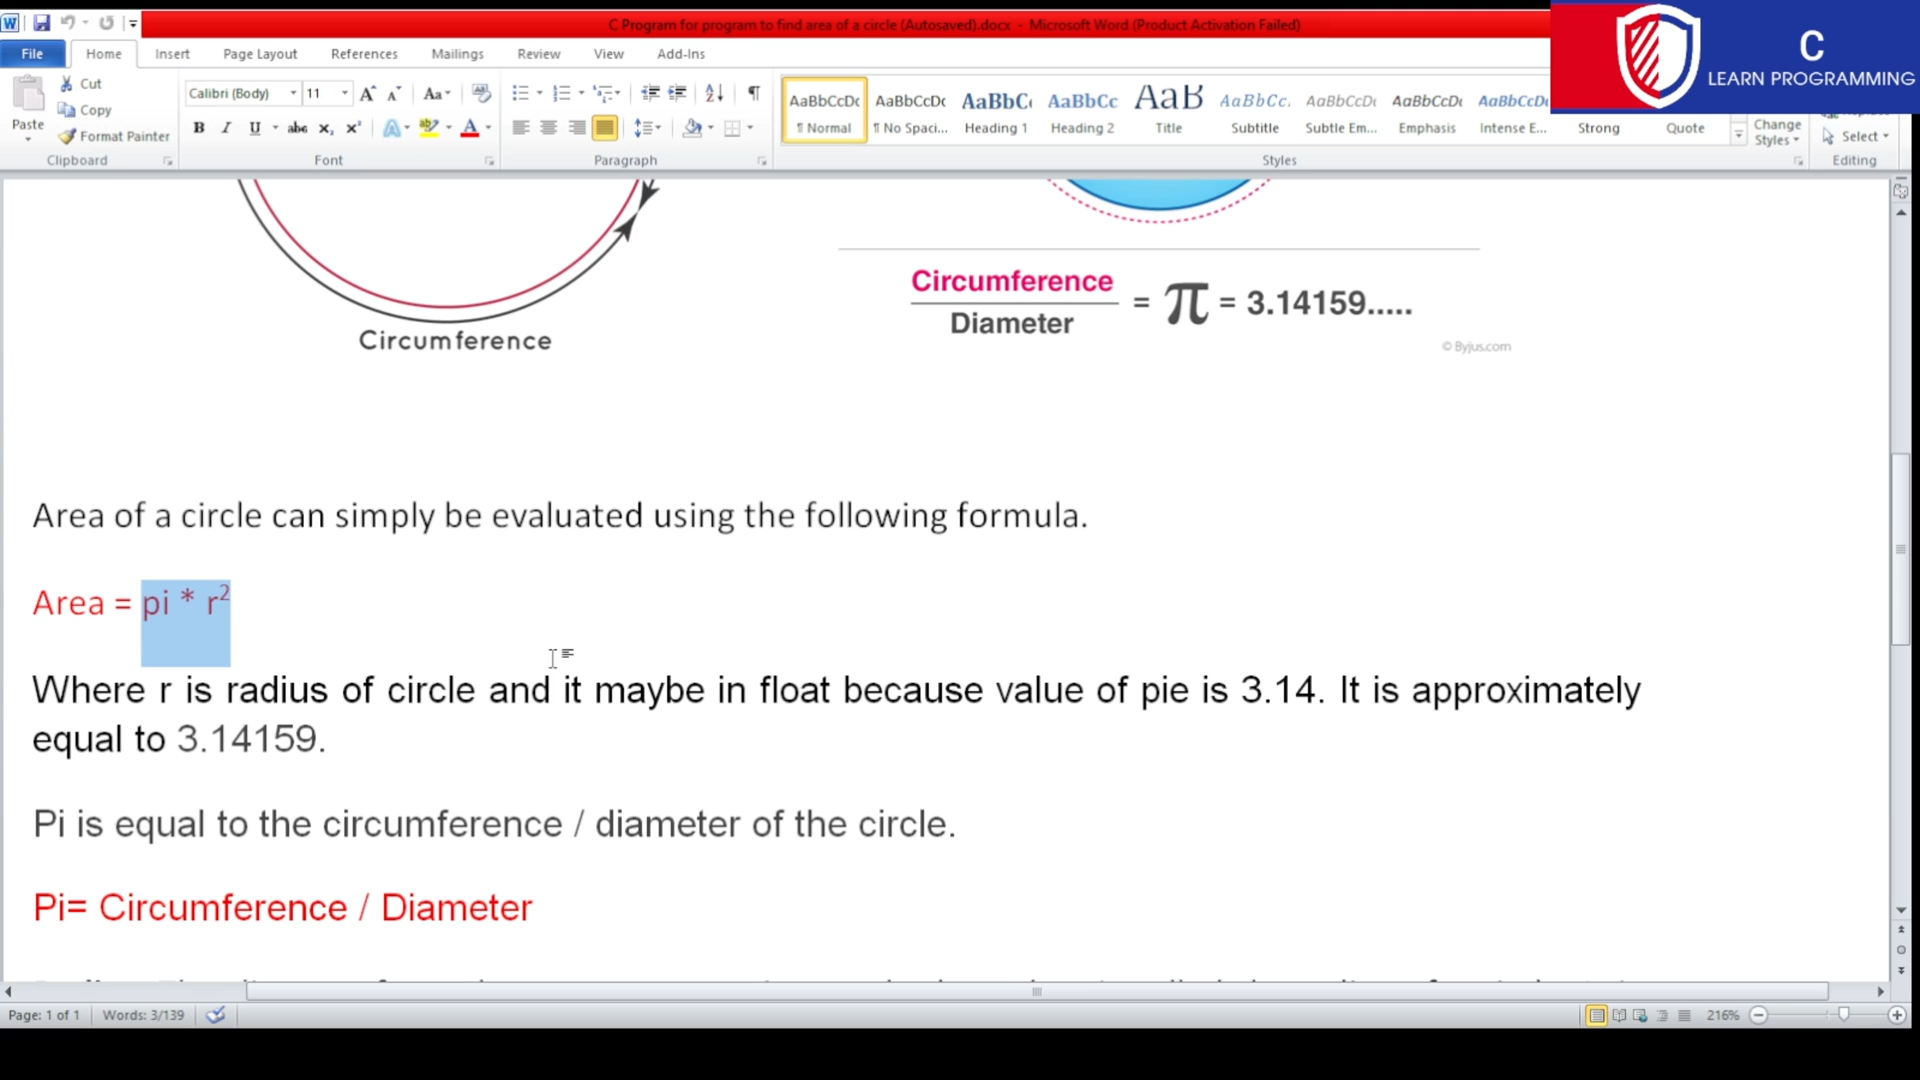 C Program for program to find area of a circle (Autosaved).docx - Microsoft Word (Product Activation Failed)
C
LEARN PROGRAMMING
File Home Insert Page Layout References Mailings Review View Add-Ins
Paste
Cut
Copy
Format Painter
Clipboard
Calibri (Body) 11
Font
Paragraph
AaBbCcDc AaBbCcDc AaBbC AaBbCc AaB AaBbCc. AaBbCcDc AaBbCcDc AaBbCcDc
¶ Normal ¶ No Spaci... Heading 1 Heading 2 Title Subtitle Subtle Em... Emphasis Intense E... Strong Quote
Styles
Change Styles
Select
Editing
Circumference
Circumference
Diameter
= π = 3.14159.....
© Byjus.com
Area of a circle can simply be evaluated using the following formula.
Area = pi * r²
Where r is radius of circle and it maybe in float because value of pie is 3.14. It is approximately
equal to 3.14159.
Pi is equal to the circumference / diameter of the circle.
Pi= Circumference / Diameter
Page: 1 of 1 Words: 3/139 216%